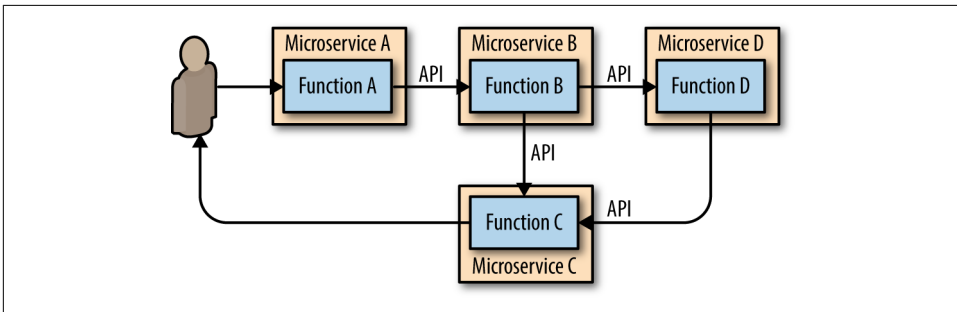 Microservice A
Function A
API
Microservice B
Function B
API
Microservice D
Function D
API
API
Function C
Microservice C